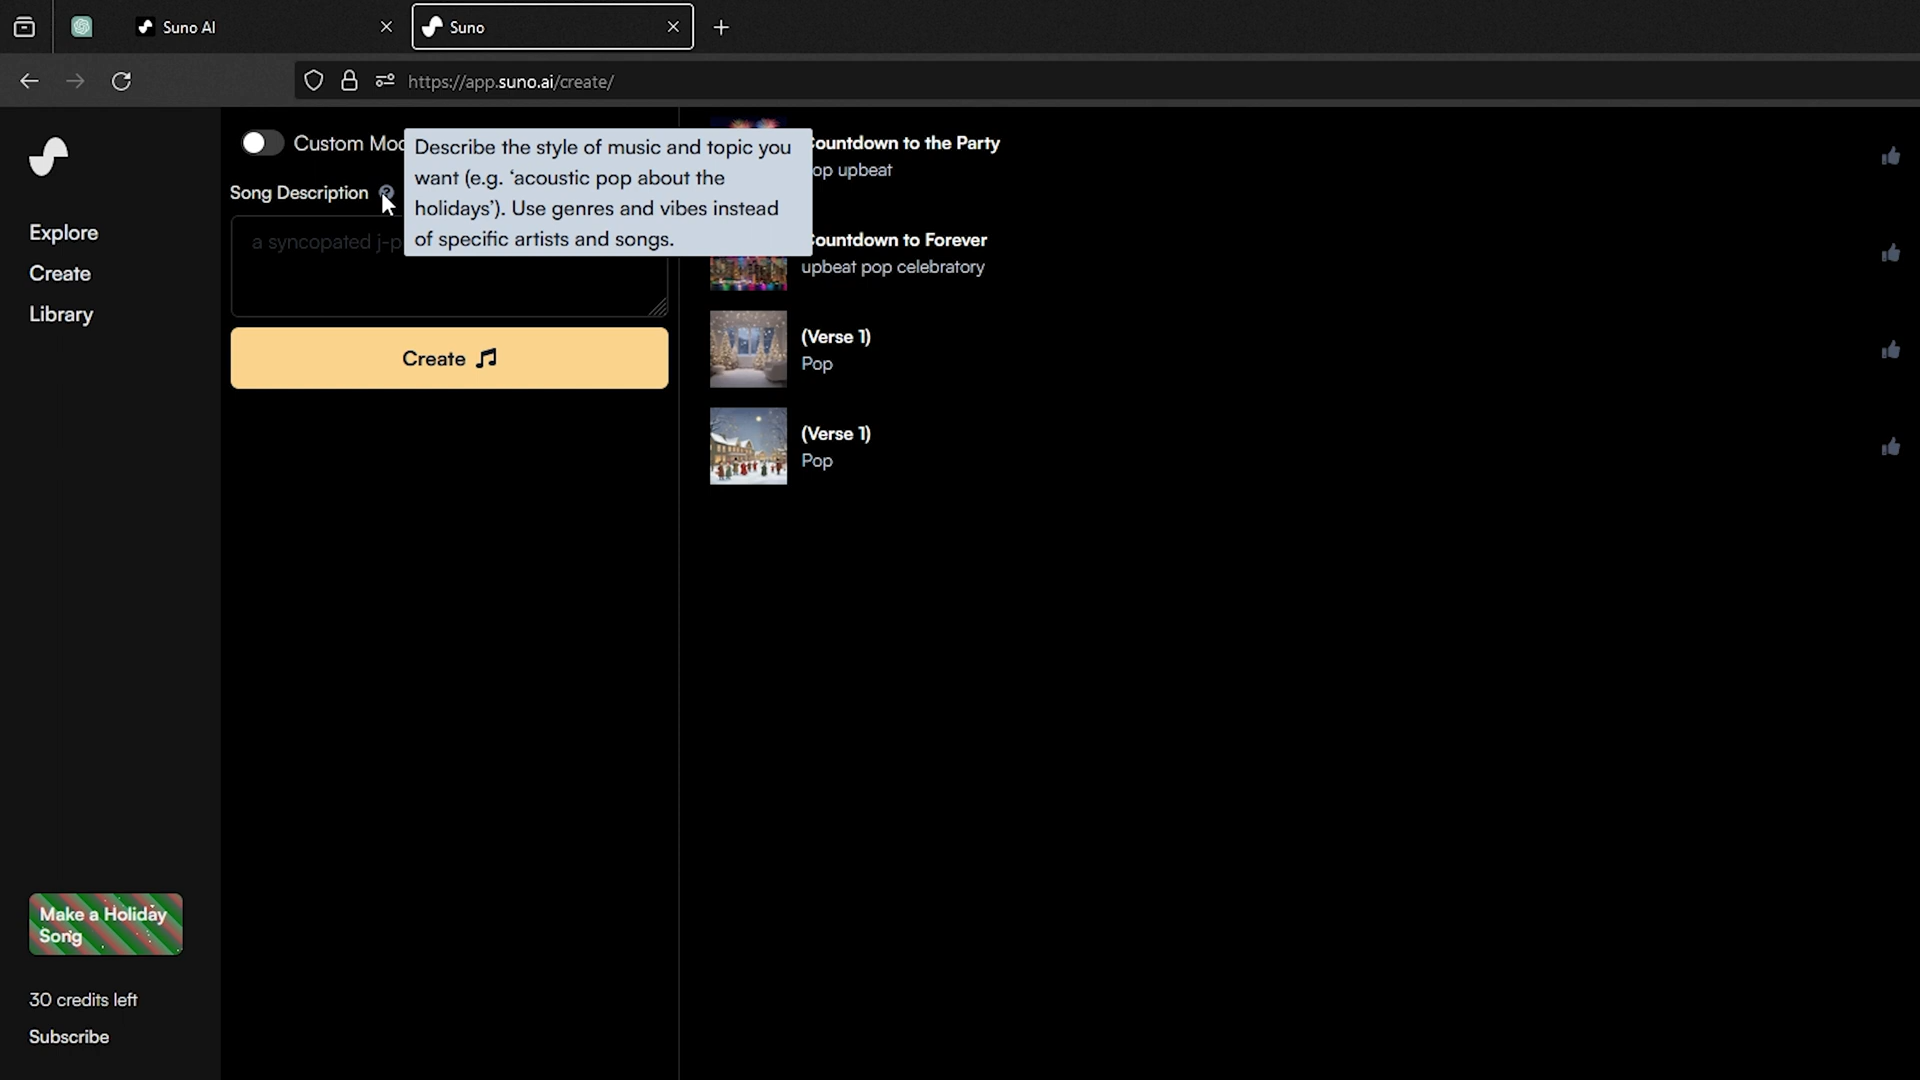 Suno AI
Suno
https://app.suno.ai/create/
Custom Mod
Describe the style of music and topic you
want (e.g. ‘acoustic pop about the
holidays’). Use genres and vibes instead
of specific artists and songs.
Song Description
a syncopated j-p
Create
Explore
Create
Library
Make a Holiday
Song
30 credits left
Subscribe
ountdown to the Party
op upbeat
ountdown to Forever
upbeat pop celebratory
(Verse 1)
Pop
(Verse 1)
Pop